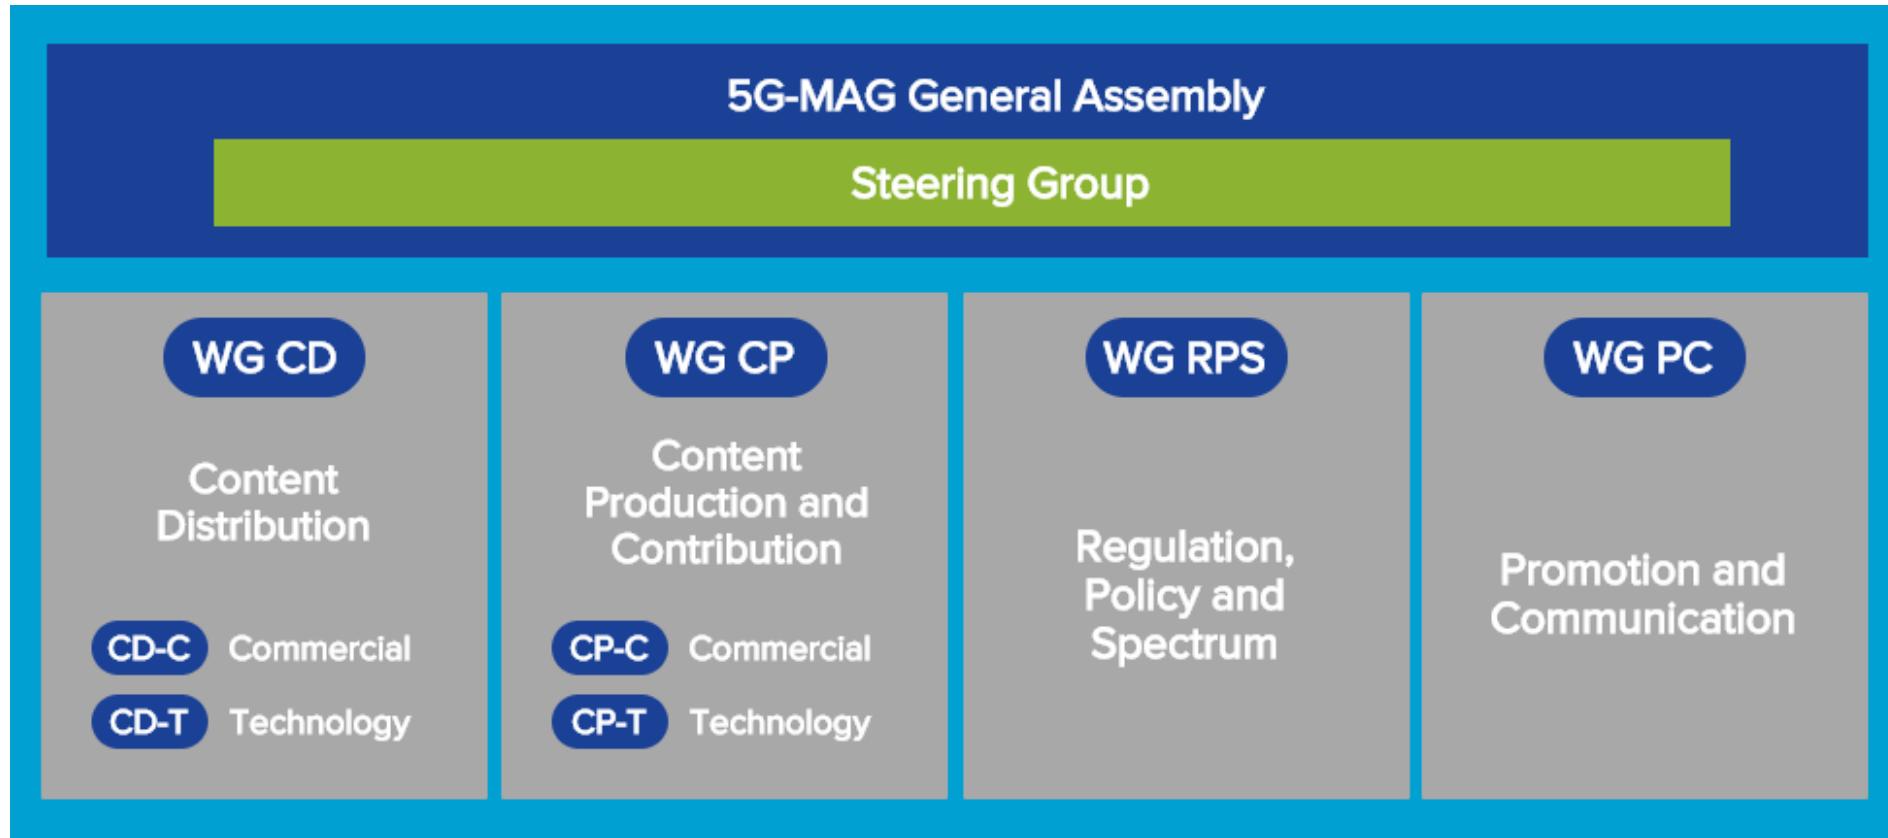 5G-MAG General Assembly
Steering Group
WG CD
Content
Distribution
CD-C Commercial
CD-T Technology
WG CP
Content
Production and
Contribution
CP-C Commercial
CP-T Technology
WG RPS
Regulation,
Policy and
Spectrum
WG PC
Promotion and
Communication